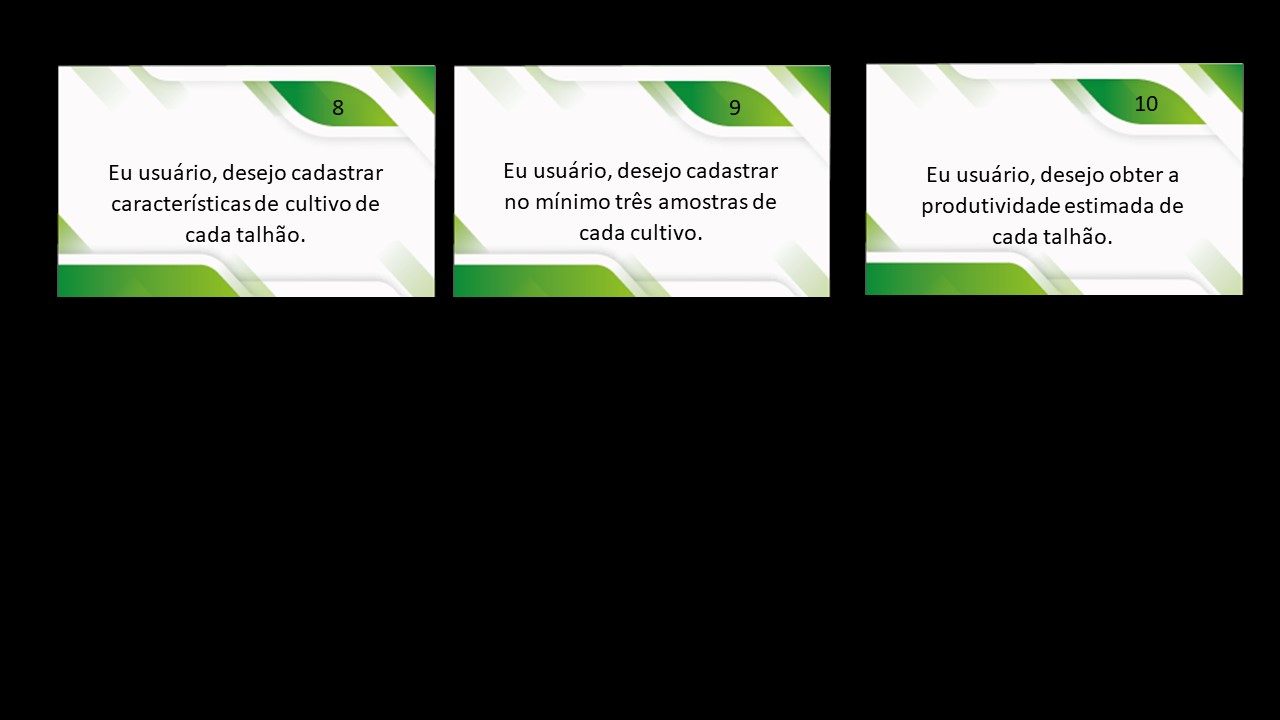 8
Eu usuário, desejo cadastrar
características de cultivo de
cada talhão.
9
Eu usuário, desejo cadastrar
no mínimo três amostras de
cada cultivo.
10
Eu usuário, desejo obter a
produtividade estimada de
cada talhão.